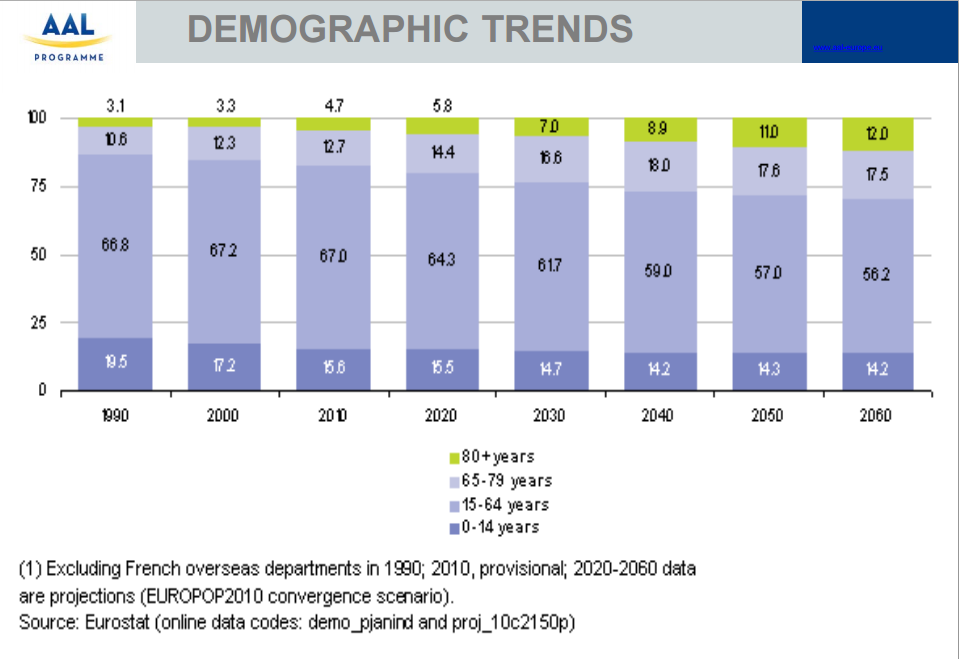 AAL
PROGRAMME
DEMOGRAPHIC TRENDS
www.aal-europe.eu
3.1 3.3 4.7 5.8
100 7.0 8.9 11.0 12.0
10.6 12.3 12.7 14.4 16.6 18.0 17.6 17.5
75
66.8 67.2 67.0 64.3 61.7 59.0 57.0 56.2
50
25
19.5 17.2 15.6 15.5 14.7 14.2 14.3 14.2
0
1990 2000 2010 2020 2030 2040 2050 2060
80+years
65-79 years
15-64 years
0-14 years
(1) Excluding French overseas departments in 1990; 2010, provisional; 2020-2060 data
are projections (EUROPOP2010 convergence scenario).
Source: Eurostat (online data codes: demo_pjanind and proj_10c2150p)